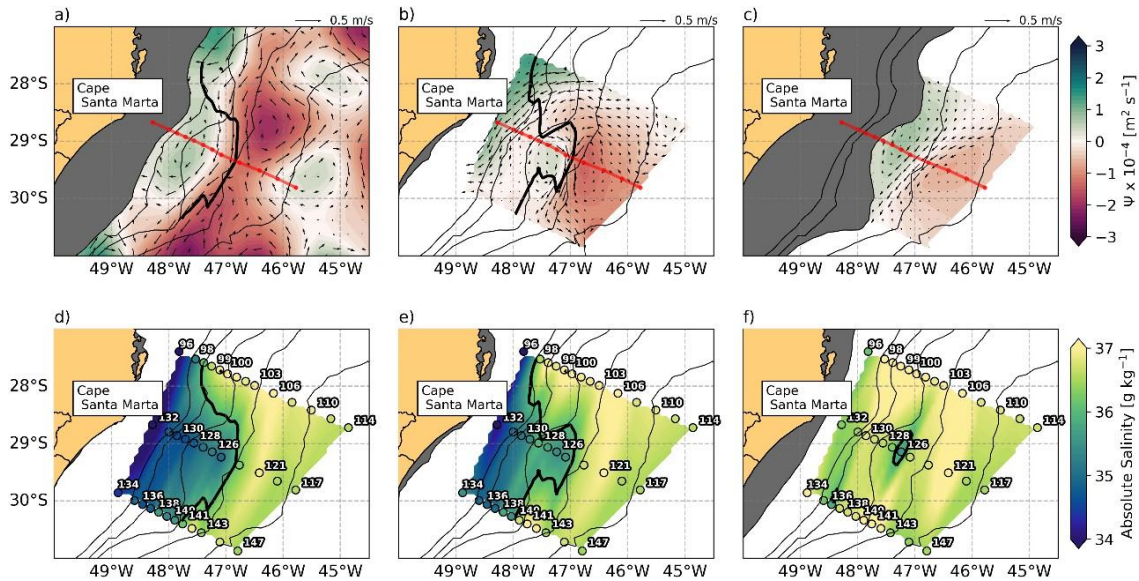 a)
0.5 m/s
b)
0.5 m/s
c)
0.5 m/s
28°S
29°S
30°S
Cape
Santa Marta
Cape
Santa Marta
Cape
Santa Marta
49°W 48°W 47°W 46°W 45°W
49°W 48°W 47°W 46°W 45°W
49°W 48°W 47°W 46°W 45°W
3
2
1
0
−1
−2
−3
Ψ x 10⁻⁴ [m² s⁻¹]
d)
e)
f)
28°S
29°S
30°S
Cape
Santa Marta
96 98 99 100 103 106 110 114
132 130 128 126 121 117
134 136 138 140 141 143 147
Cape
Santa Marta
96 98 99 100 103 106 110 114
132 130 128 126 121 117
134 136 138 140 141 143 147
Cape
Santa Marta
96 98 99 100 103 106 110 114
132 130 128 126 121 117
134 136 138 140 141 143 147
49°W 48°W 47°W 46°W 45°W
49°W 48°W 47°W 46°W 45°W
49°W 48°W 47°W 46°W 45°W
37
36
35
34
Absolute Salinity [g kg⁻¹]